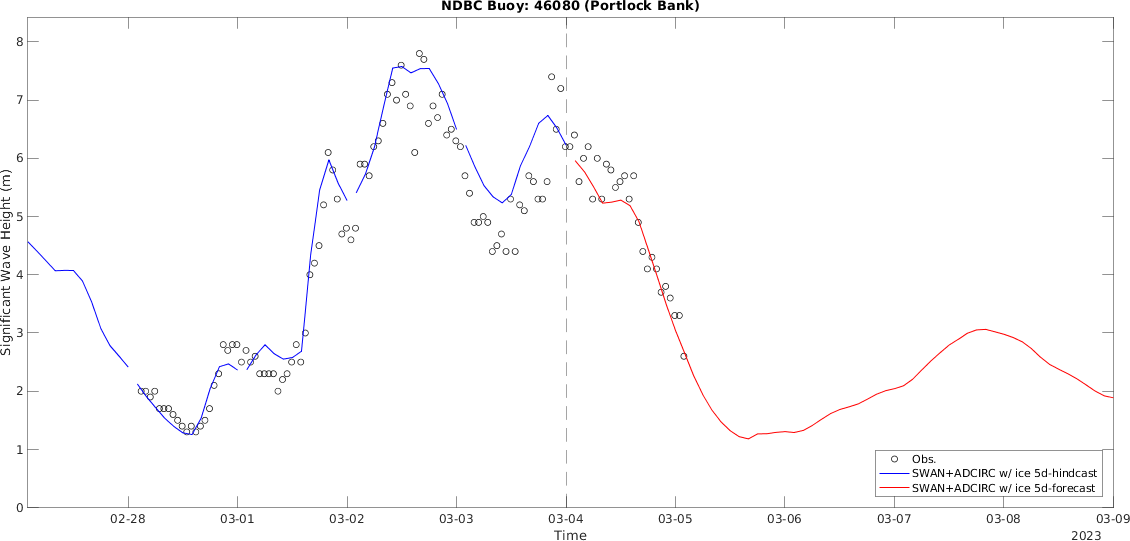 NDBC Buoy: 46080 (Portlock Bank)
Significant Wave Height (m)
8
7
6
5
4
3
2
1
0
Obs.
SWAN+ADCIRC w/ ice 5d-hindcast
SWAN+ADCIRC w/ ice 5d-forecast
02-28 03-01 03-02 03-03 03-04 03-05 03-06 03-07 03-08 03-09
Time
2023